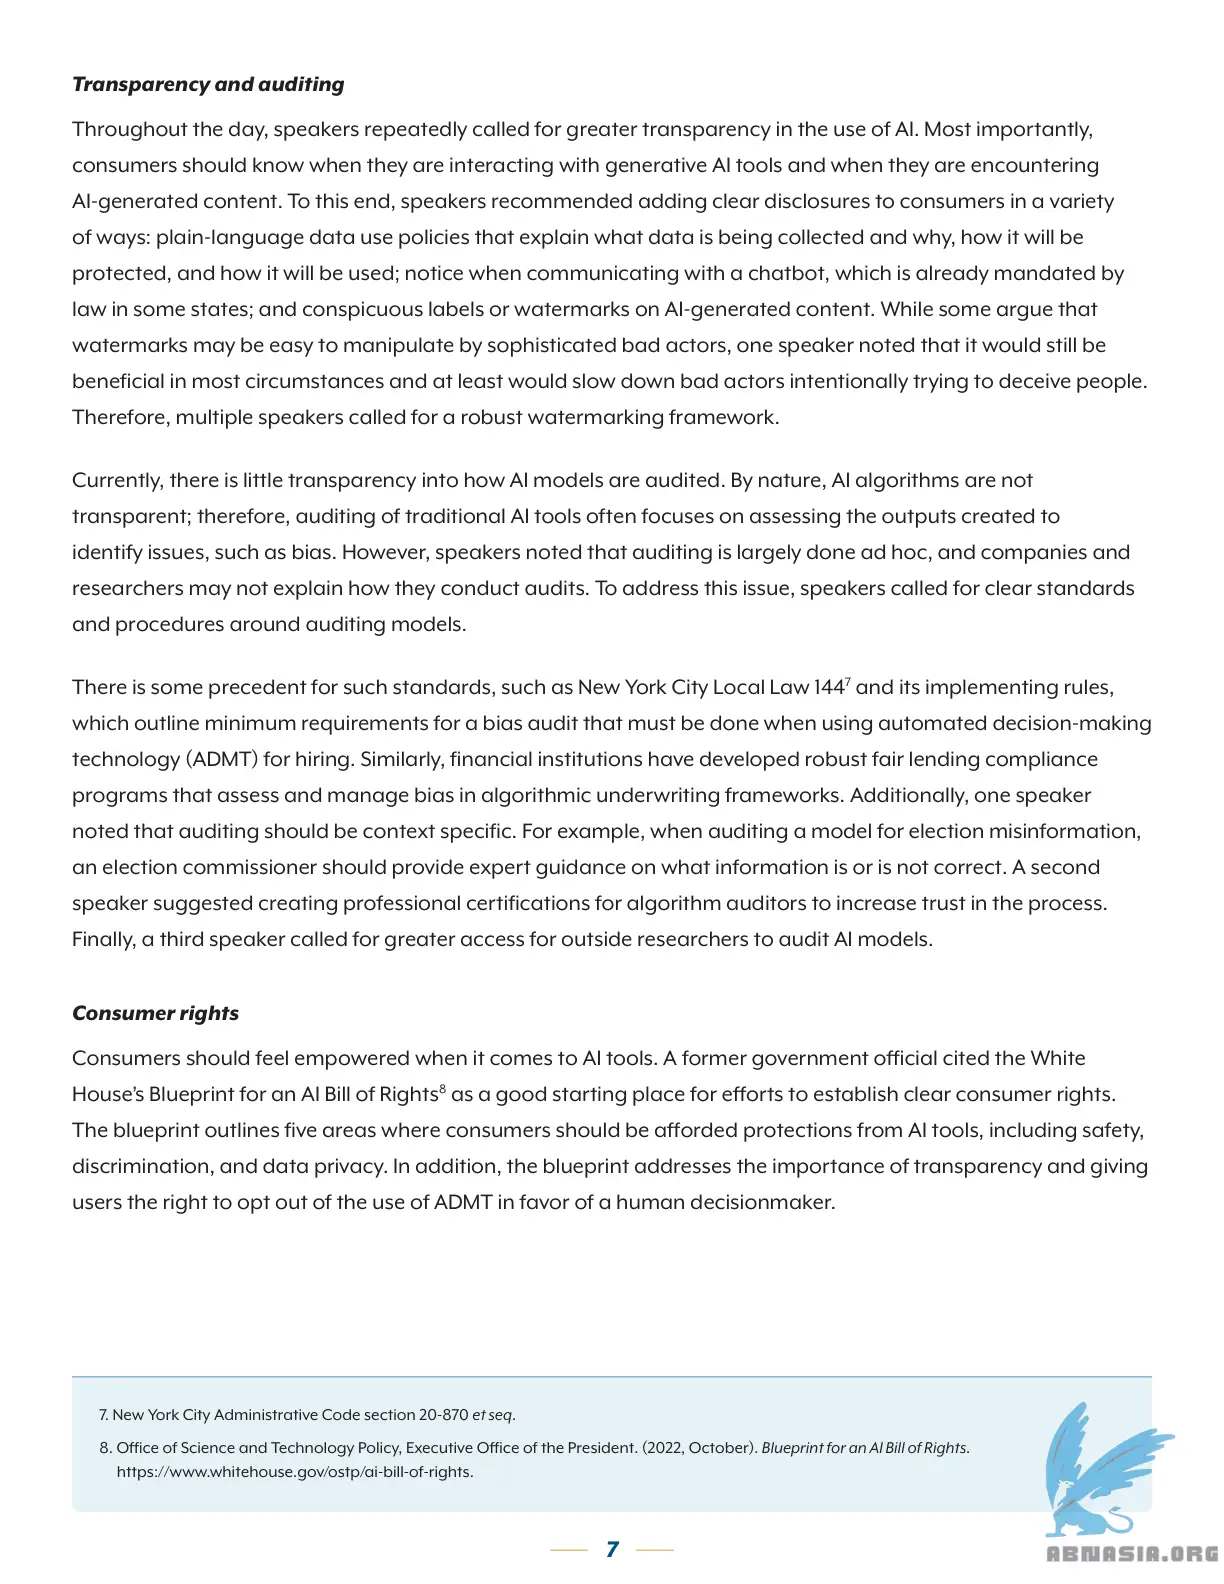 Transparency and auditing
Throughout the day, speakers repeatedly called for greater transparency in the use of AI. Most importantly,
consumers should know when they are interacting with generative AI tools and when they are encountering
AI-generated content. To this end, speakers recommended adding clear disclosures to consumers in a variety
of ways: plain-language data use policies that explain what data is being collected and why, how it will be
protected, and how it will be used; notice when communicating with a chatbot, which is already mandated by
law in some states; and conspicuous labels or watermarks on AI-generated content. While some argue that
watermarks may be easy to manipulate by sophisticated bad actors, one speaker noted that it would still be
beneficial in most circumstances and at least would slow down bad actors intentionally trying to deceive people.
Therefore, multiple speakers called for a robust watermarking framework.
Currently, there is little transparency into how AI models are audited. By nature, AI algorithms are not
transparent; therefore, auditing of traditional AI tools often focuses on assessing the outputs created to
identify issues, such as bias. However, speakers noted that auditing is largely done ad hoc, and companies and
researchers may not explain how they conduct audits. To address this issue, speakers called for clear standards
and procedures around auditing models.
There is some precedent for such standards, such as New York City Local Law 144⁷ and its implementing rules,
which outline minimum requirements for a bias audit that must be done when using automated decision-making
technology (ADMT) for hiring. Similarly, financial institutions have developed robust fair lending compliance
programs that assess and manage bias in algorithmic underwriting frameworks. Additionally, one speaker
noted that auditing should be context specific. For example, when auditing a model for election misinformation,
an election commissioner should provide expert guidance on what information is or is not correct. A second
speaker suggested creating professional certifications for algorithm auditors to increase trust in the process.
Finally, a third speaker called for greater access for outside researchers to audit AI models.
Consumer rights
Consumers should feel empowered when it comes to AI tools. A former government official cited the White
House’s Blueprint for an AI Bill of Rights⁸ as a good starting place for efforts to establish clear consumer rights.
The blueprint outlines five areas where consumers should be afforded protections from AI tools, including safety,
discrimination, and data privacy. In addition, the blueprint addresses the importance of transparency and giving
users the right to opt out of the use of ADMT in favor of a human decisionmaker.
7. New York City Administrative Code section 20-870 et seq.
8. Office of Science and Technology Policy, Executive Office of the President. (2022, October). Blueprint for an AI Bill of Rights.
https://www.whitehouse.gov/ostp/ai-bill-of-rights.
7
ABNASIA.ORG